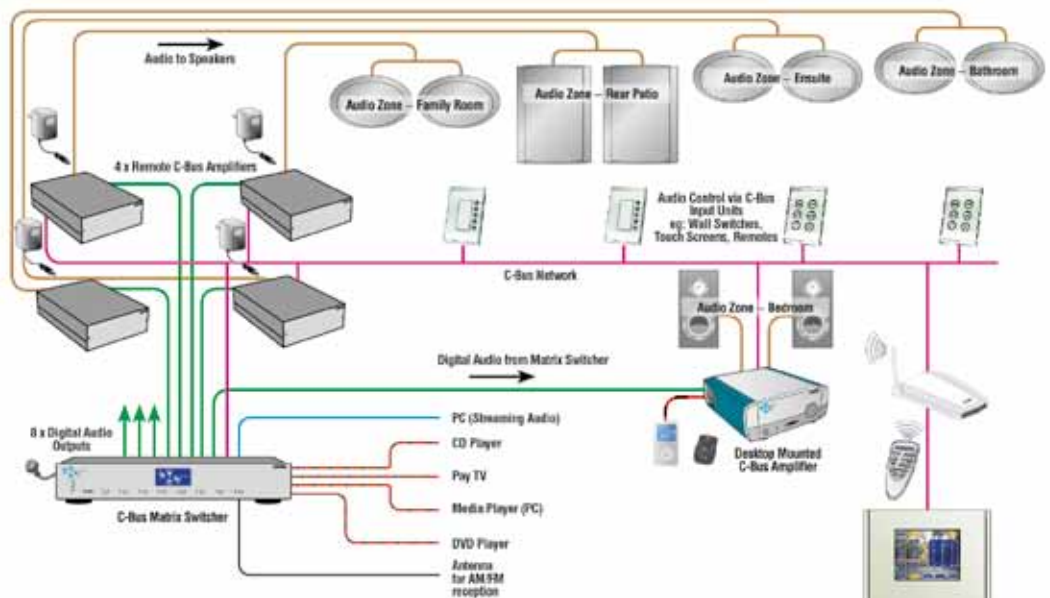 Audio to Speakers
Audio Zone – Family Room
Audio Zone – Rear Patio
Audio Zone – Ensuite
Audio Zone – Bathroom
4 x Remote C-Bus Amplifiers
Audio Control via C-Bus
Input Units
eg: Wall Switches,
Touch Screens, Remotes
C-Bus Network
Audio Zone – Bedroom
Digital Audio from Matrix Switcher
8 x Digital Audio
Outputs
PC (Streaming Audio)
CD Player
Pay TV
Media Player (PC)
DVD Player
Antenna
for AM/FM
reception
Desktop Mounted
C-Bus Amplifier
C-Bus Matrix Switcher